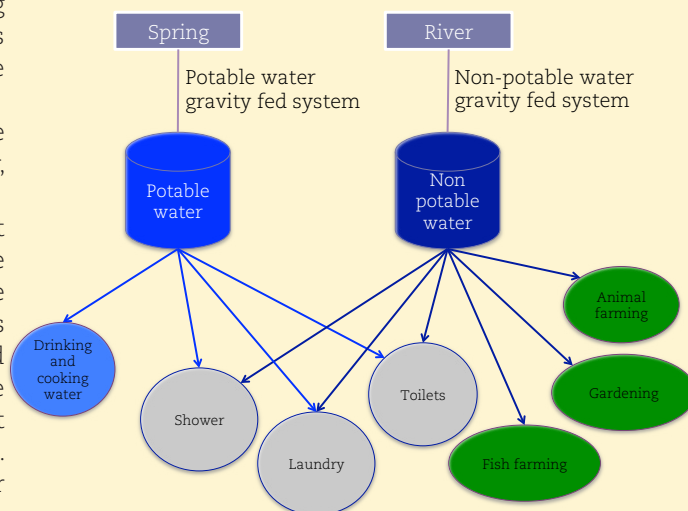 Spring
River
Potable water
gravity fed system
Non-potable water
gravity fed system
Potable
water
Non
potable
water
Animal
farming
Drinking
and
cooking
water
Gardening
Toilets
Shower
Laundry
Fish farming